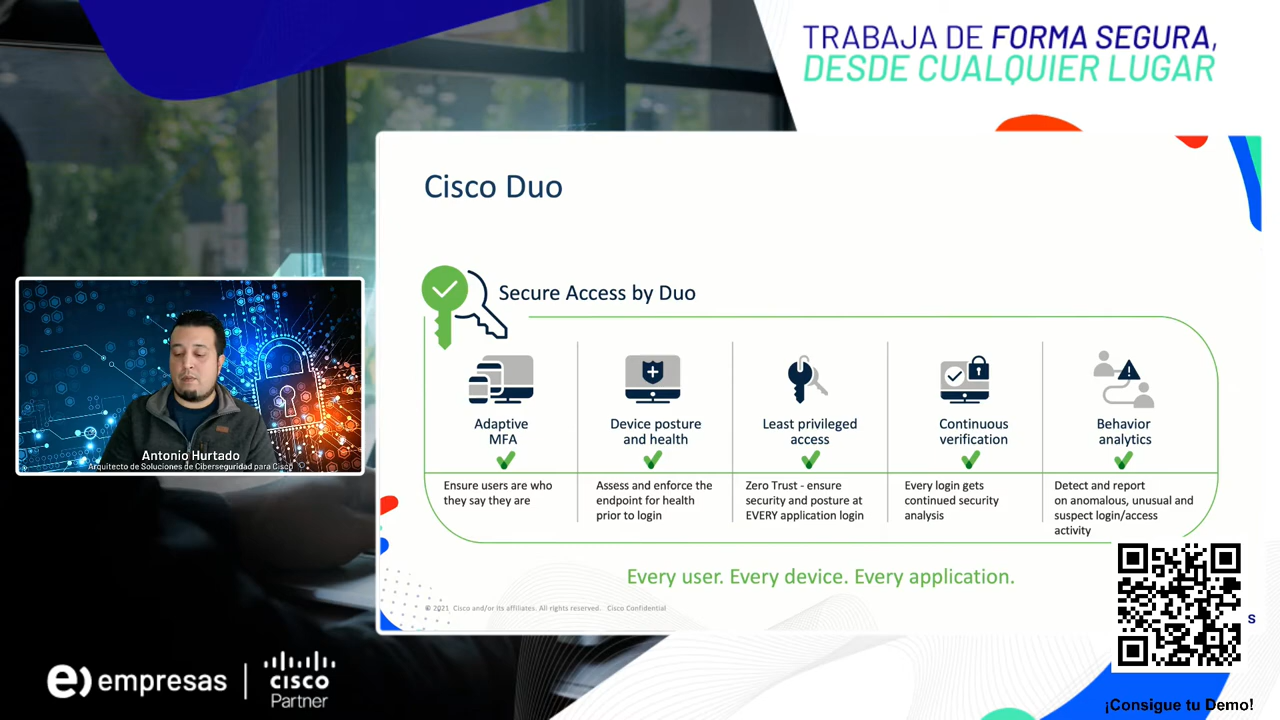 TRABAJA DE FORMA SEGURA,
DESDE CUALQUIER LUGAR
Cisco Duo
Secure Access by Duo
Adaptive
MFA
Ensure users are who
they say they are
Device posture
and health
Assess and enforce the
endpoint for health
prior to login
Least privileged
access
Zero Trust - ensure
security and posture at
EVERY application login
Continuous
verification
Every login gets
continued security
analysis
Behavior
analytics
Detect and report
on anomalous, unusual and
suspect login/access
activity
Every user. Every device. Every application.
© 2021 Cisco and/or its affiliates. All rights reserved. Cisco Confidential
Antonio Hurtado
Arquitecto de Soluciones de Ciberseguridad para Cisco
e) empresas
cisco
Partner
s
¡Consigue tu Demo!